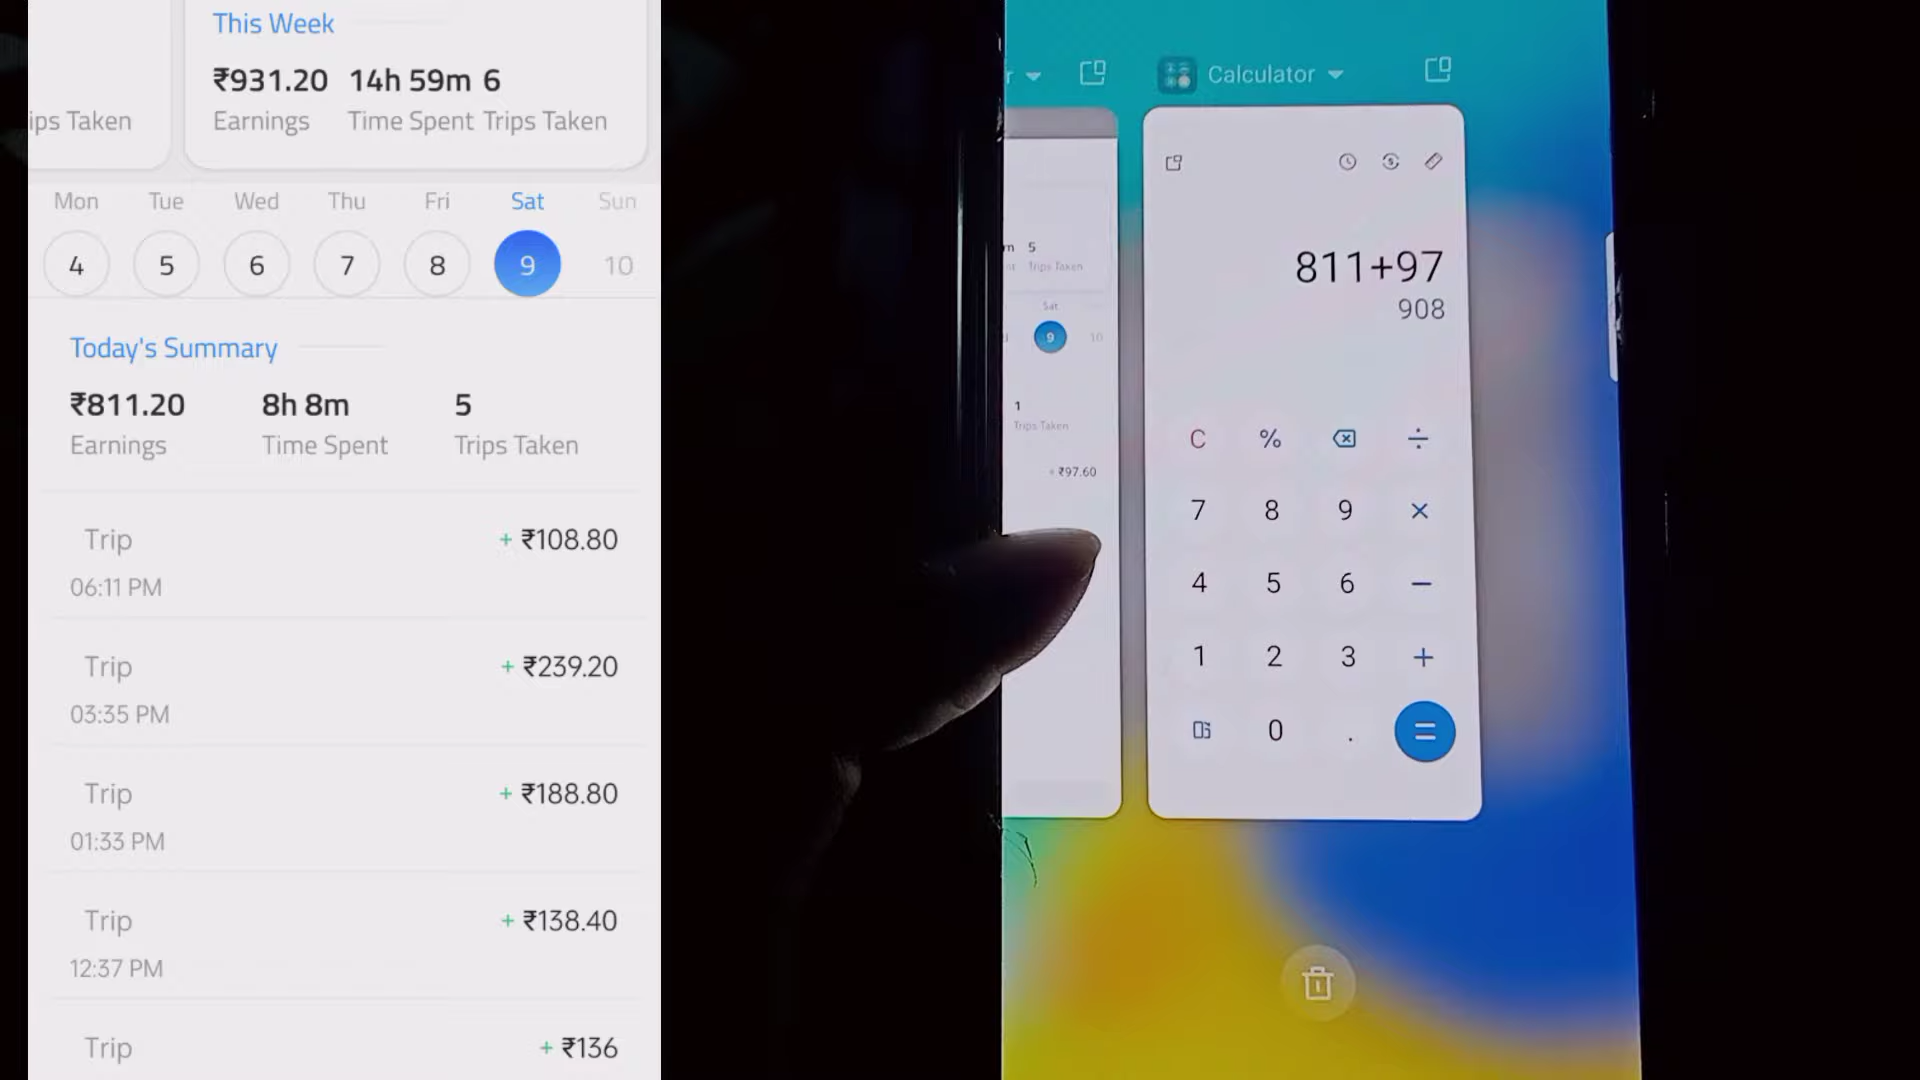 This Week
₹931.20 14h 59m 6
ips Taken Earnings Time Spent Trips Taken
Mon Tue Wed Thu Fri Sat Sun
4 5 6 7 8 9 10
Today's Summary
₹811.20 8h 8m 5
Earnings Time Spent Trips Taken
Trip + ₹108.80
06:11 PM
Trip + ₹239.20
03:35 PM
Trip + ₹188.80
01:33 PM
Trip + ₹138.40
12:37 PM
Trip + ₹136
r
m 5
Trips Taken
Sat
9 10
1
Trips Taken
+ ₹97.60
Calculator
811+97
908
C % ÷
7 8 9 ×
4 5 6 −
1 2 3 +
0 . =